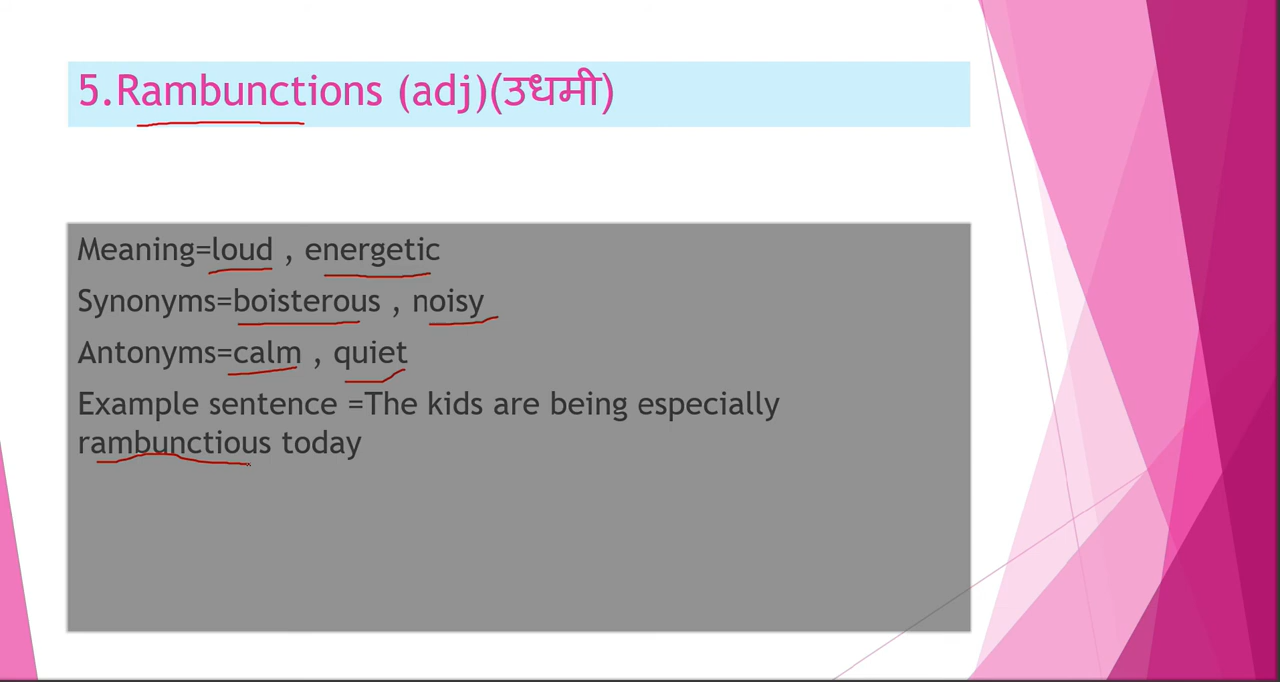 5.Rambunctions (adj)(उधमी)
Meaning=loud , energetic
Synonyms=boisterous , noisy
Antonyms=calm , quiet
Example sentence =The kids are being especially
rambunctious today